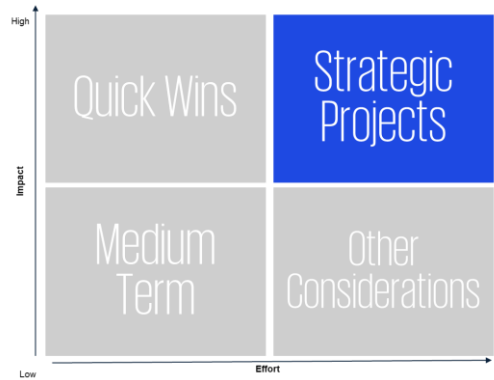 High
Quick Wins
Strategic
Projects
Impact
Medium
Term
Other
Considerations
Low
Effort